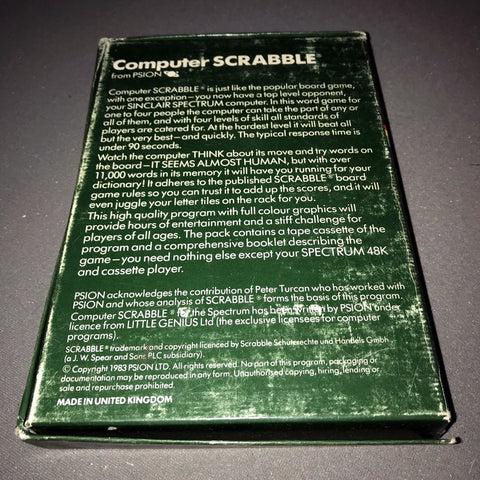 Computer SCRABBLE®
from PSION
Computer SCRABBLE® is just like the popular board game,
with one exception—you now have a top level opponent,
your SINCLAIR SPECTRUM computer. In this word game for
one to four people the computer can take the part of any or
all of them, and with four levels of skill all standards of
players are catered for. At the hardest level it will beat all
but the very best—and quickly. The typical response time is
under 90 seconds.
Watch the computer THINK about its move and try words on
the board—IT SEEMS ALMOST HUMAN, but with over
11,000 words in its memory it will have you running for your
dictionary! It adheres to the published SCRABBLE® board
game rules so you can trust it to add up the scores, and it will
even juggle your letter tiles on the rack for you.
This high quality program with full colour graphics will
provide hours of entertainment and a stiff challenge for
players of all ages. The pack contains a tape cassette of the
program and a comprehensive booklet describing the
game—you need nothing else except your SPECTRUM 48K
and cassette player.
PSION acknowledges the contribution of Peter Turcan who has worked with
PSION and whose analysis of SCRABBLE® forms the basis of this program.
Computer SCRABBLE® for the Spectrum has been written by PSION under
licence from LITTLE GENIUS Ltd (the exclusive licensees for computer
programs).
SCRABBLE® trademark and copyright licenced by Scrabble Schutzrechte und Handels GmbH
(a J. W. Spear and Sons PLC subsidiary).
© Copyright 1983 PSION LTD. All rights reserved. No part of this program, packaging or
documentation may be reproduced in any form. Unauthorised copying, hiring, lending or
sale and repurchase prohibited.
MADE IN UNITED KINGDOM